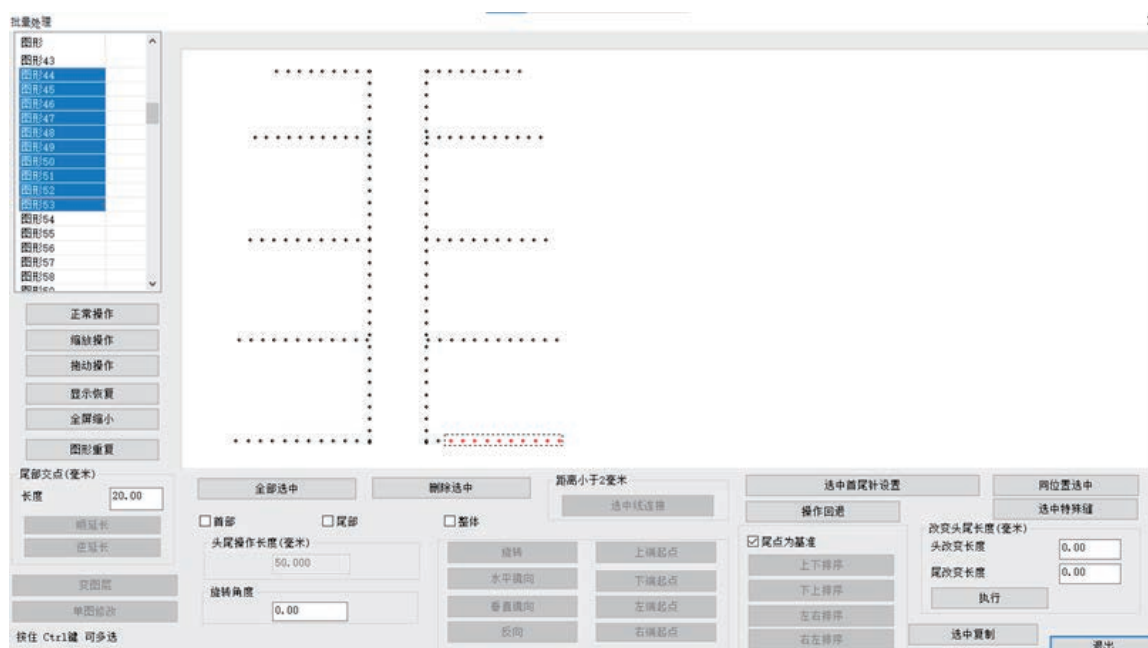 批量处理
图形
图形43
图形44
图形45
图形46
图形47
图形48
图形49
图形50
图形51
图形52
图形53
图形54
图形55
图形56
图形57
图形58
正常操作
缩放操作
拖动操作
显示恢复
全屏缩小
图形重复
尾部交点(毫米)
长度 20.00
顺延长
逆延长
变图层
单图修改
按住 Ctrl键 可多选
全部选中
删除选中
距离小于2毫米
选中线连接
首部
尾部
整体
头尾操作长度(毫米)
50.000
旋转角度
0.00
旋转
水平镜向
垂直镜向
反向
上端起点
下端起点
左端起点
右端起点
选中首尾针设置
操作回退
尾点为基准
上下排序
下上排序
左右排序
右左排序
同位置选中
选中特殊缝
改变头尾长度(毫米)
头改变长度 0.00
尾改变长度 0.00
执行
选中复制
退出